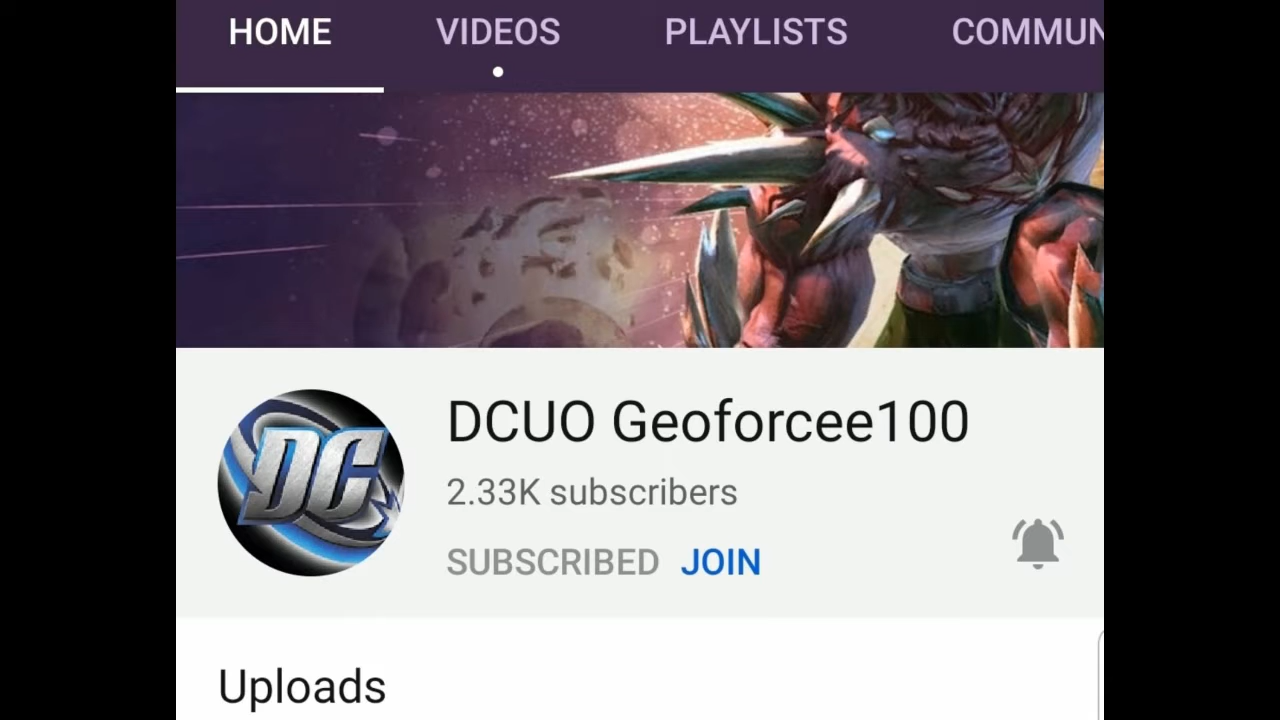 HOME VIDEOS PLAYLISTS COMMUN
DC
DCUO Geoforcee100
2.33K subscribers
SUBSCRIBED JOIN
Uploads